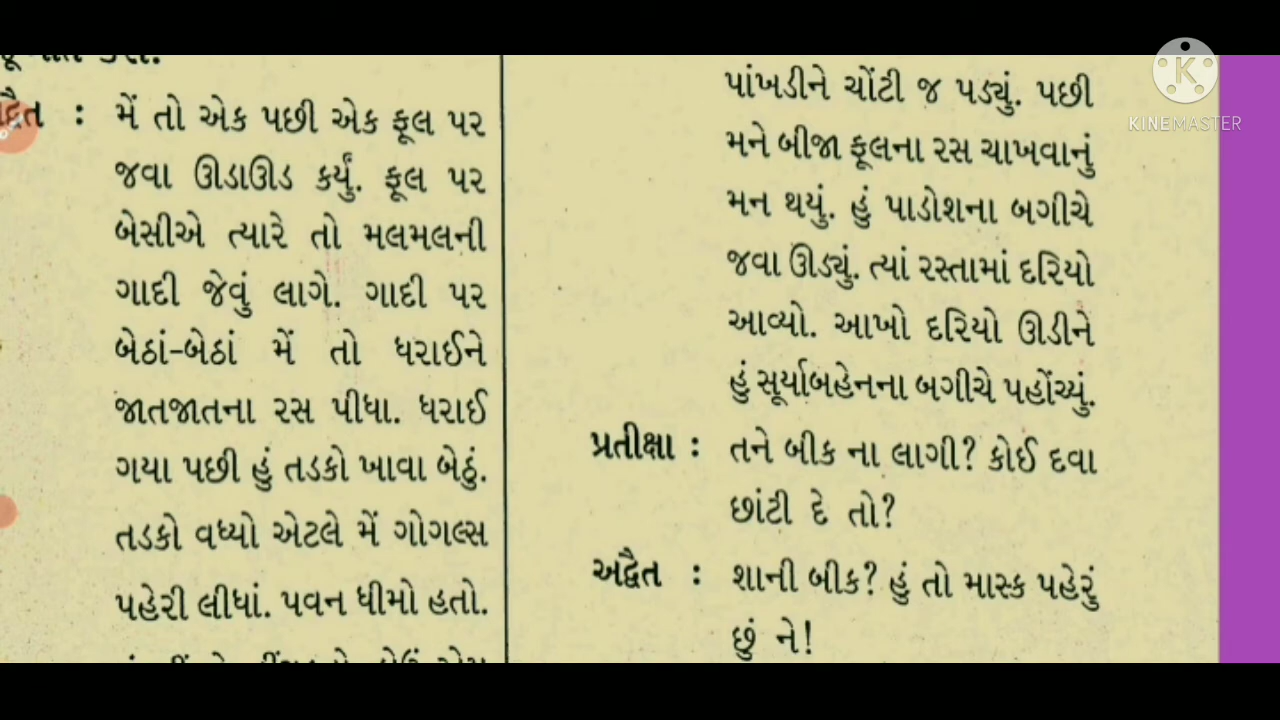 અદ્વૈત : મેં તો એક પછી એક ફૂલ પર
જવા ઊડાઊડ કર્યું. ફૂલ પર
બેસીએ ત્યારે તો મલમલની
ગાદી જેવું લાગે. ગાદી પર
બેઠાં-બેઠાં મેં તો ધરાઈને
જાતજાતના રસ પીધા. ધરાઈ
ગયા પછી હું તડકો ખાવા બેઠું.
તડકો વધ્યો એટલે મેં ગોગલ્સ
પહેરી લીધાં. પવન ધીમો હતો.
પાંખડીને ચોંટી જ પડ્યું. પછી
મને બીજા ફૂલના રસ ચાખવાનું
મન થયું. હું પાડોશના બગીચે
જવા ઊડ્યું. ત્યાં રસ્તામાં દરિયો
આવ્યો. આખો દરિયો ઊડીને
હું સૂર્યાબહેનના બગીચે પહોંચ્યું.
પ્રતીક્ષા : તને બીક ના લાગી? કોઈ દવા
છાંટી દે તો?
અદ્વૈત : શાની બીક? હું તો માસ્ક પહેરું
છું ને!
KINEMASTER